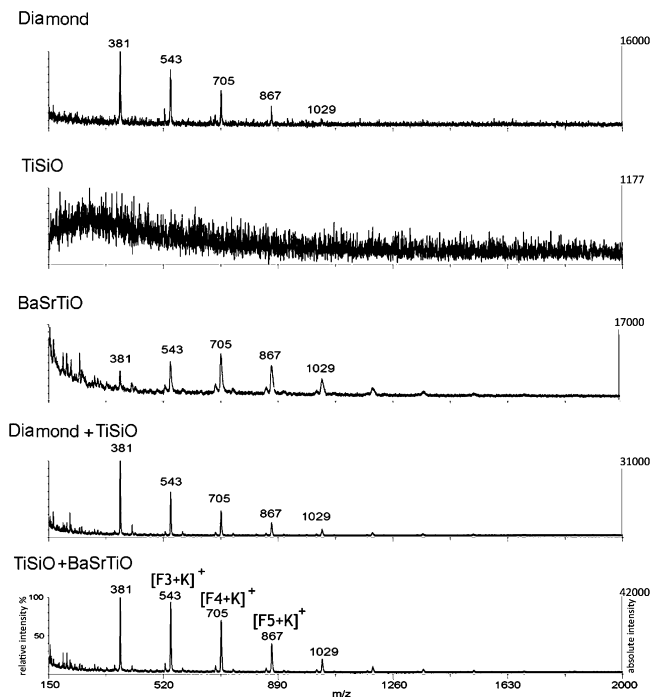 Diamond
16000
381
543
705
867
1029
TiSiO
1177
BaSrTiO
17000
381
543
705
867
1029
Diamond + TiSiO
31000
381
543
705
867
1029
TiSiO + BaSrTiO
[F3+K]+
[F4+K]+
[F5+K]+
42000
381
543
705
867
1029
relative intensity %
100
50
absolute intensity
150 520 890 1260 1630 2000
m/z